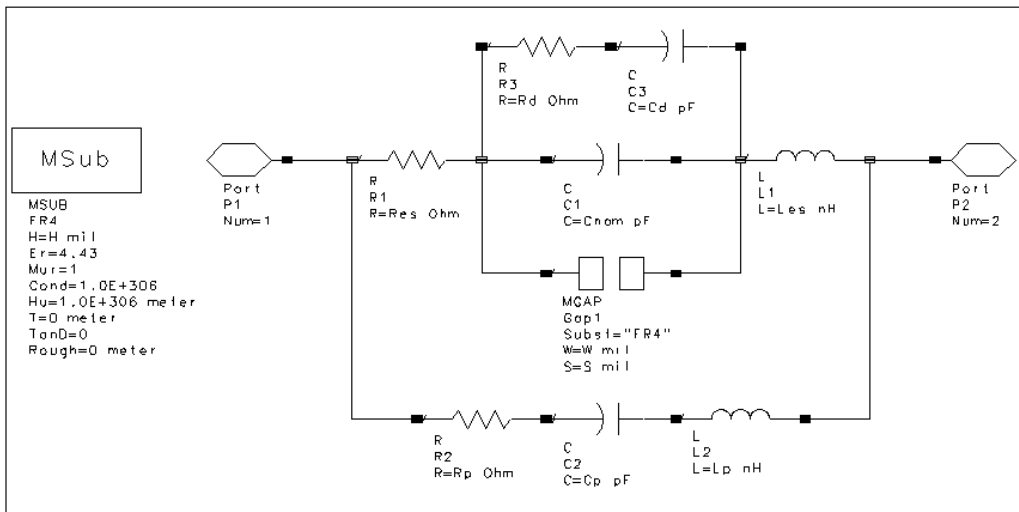 R
R3
R=Rd Ohm
C
C3
C=Cd pF
MSub
MSUB
FR4
H=H mil
Er=4.43
Mur=1
Cond=1.0E+306
Hu=1.0E+306 meter
T=0 meter
TanD=0
Rough=0 meter
Port
P1
Num=1
R
R1
R=Res Ohm
C
C1
C=Cnom pF
L
L1
L=Les nH
Port
P2
Num=2
MGAP
Gap1
Subst="FR4"
W=W mil
S=S mil
R
R2
R=Rp Ohm
C
C2
C=Cp pF
L
L2
L=Lp nH